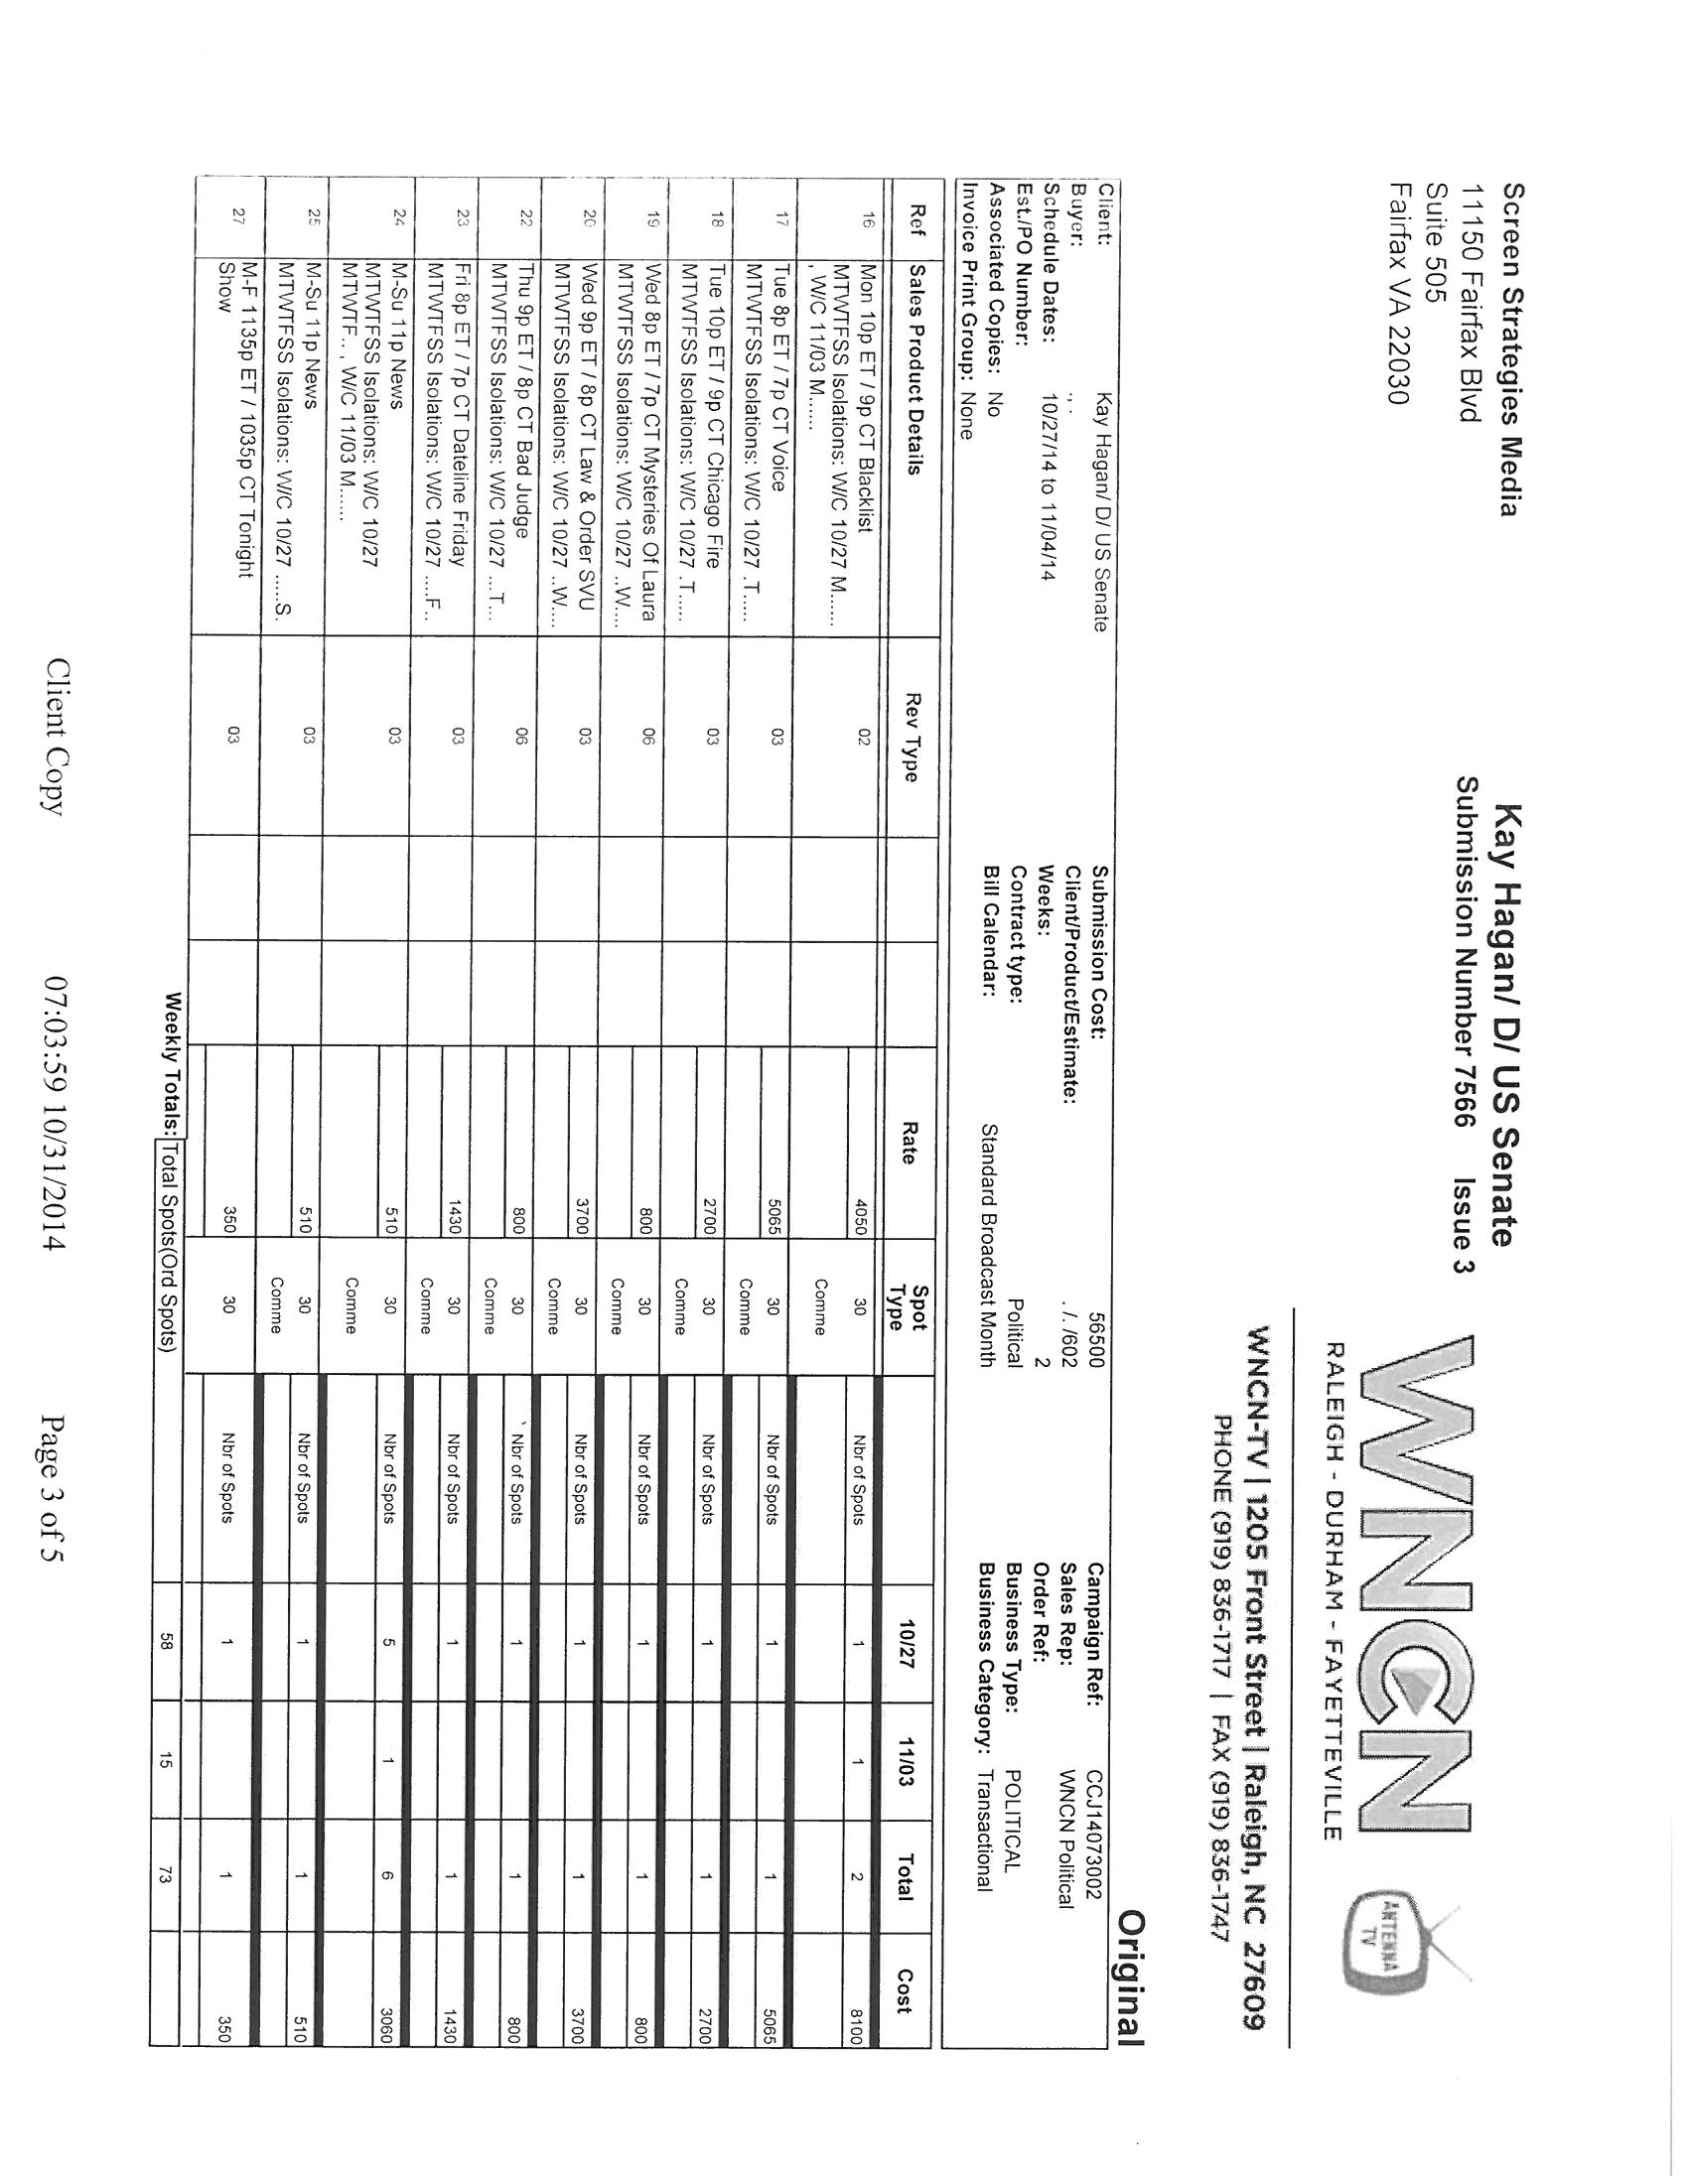 Screen Strategies Media
11150 Fairfax Blvd
Suite 505
Fairfax VA 22030
Kay Hagan/ D/ US Senate
Submission Number 7566 Issue 3
WNCN
RALEIGH - DURHAM - FAYETTEVILLE
ANTENNA
TV
WNCN-TV | 1205 Front Street | Raleigh, NC 27609
PHONE (919) 836-1717 | FAX (919) 836-1747
Original
Client: Kay Hagan/ D/ US Senate Submission Cost: 56500 Campaign Ref: CCJ14073002
Buyer: ., . Client/Product/Estimate: . /. /602 Sales Rep: WNCN Political
Schedule Dates: 10/27/14 to 11/04/14 Weeks: 2 Order Ref:
Est./PO Number: Contract type: Political Business Type: POLITICAL
Associated Copies: No Bill Calendar: Standard Broadcast Month Business Category: Transactional
Invoice Print Group: None
Ref Sales Product Details Rev Type Rate Spot Type 10/27 11/03 Total Cost
16 Mon 10p ET / 9p CT Blacklist 02 4050 30 Nbr of Spots 1 1 2 8100
MTWTFSS Isolations: W/C 10/27 M......
, W/C 11/03 M...... Comme
17 Tue 8p ET / 7p CT Voice 03 5065 30 Nbr of Spots 1 1 5065
MTWTFSS Isolations: W/C 10/27 .T..... Comme
18 Tue 10p ET / 9p CT Chicago Fire 03 2700 30 Nbr of Spots 1 1 2700
MTWTFSS Isolations: W/C 10/27 .T..... Comme
19 Wed 8p ET / 7p CT Mysteries Of Laura 06 800 30 Nbr of Spots 1 1 800
MTWTFSS Isolations: W/C 10/27 ..W.... Comme
20 Wed 9p ET / 8p CT Law & Order SVU 03 3700 30 Nbr of Spots 1 1 3700
MTWTFSS Isolations: W/C 10/27 ..W.... Comme
22 Thu 9p ET / 8p CT Bad Judge 06 800 30 Nbr of Spots 1 1 800
MTWTFSS Isolations: W/C 10/27 ...T... Comme
23 Fri 8p ET / 7p CT Dateline Friday 03 1430 30 Nbr of Spots 1 1 1430
MTWTFSS Isolations: W/C 10/27 ....F.. Comme
24 M-Su 11p News 03 510 30 Nbr of Spots 5 1 6 3060
MTWTFSS Isolations: W/C 10/27
MTWTF.. , W/C 11/03 M...... Comme
25 M-Su 11p News 03 510 30 Nbr of Spots 1 1 510
MTWTFSS Isolations: W/C 10/27 .....S. Comme
27 M-F 1135p ET / 1035p CT Tonight 03 350 30 Nbr of Spots 1 1 350
Show
Weekly Totals: Total Spots(Ord Spots) 58 15 73
Client Copy 07:03:59 10/31/2014 Page 3 of 5